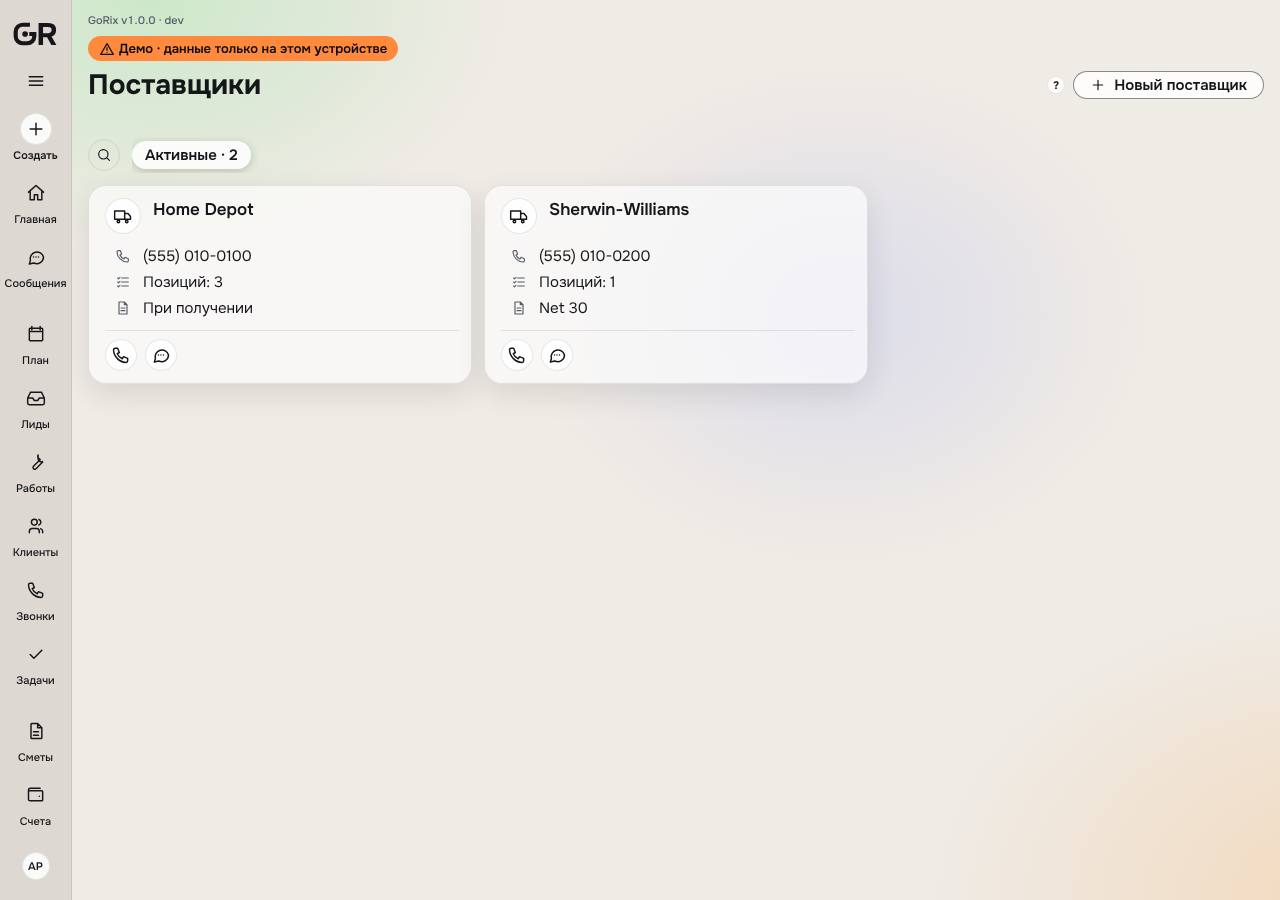 GR
GoRix v1.0.0 · dev
Демо · данные только на этом устройстве
Поставщики
?
Новый поставщик
Создать
Главная
Сообщения
План
Лиды
Работы
Клиенты
Звонки
Задачи
Сметы
Счета
AP
Активные · 2
Home Depot
(555) 010-0100
Позиций: 3
При получении
Sherwin-Williams
(555) 010-0200
Позиций: 1
Net 30